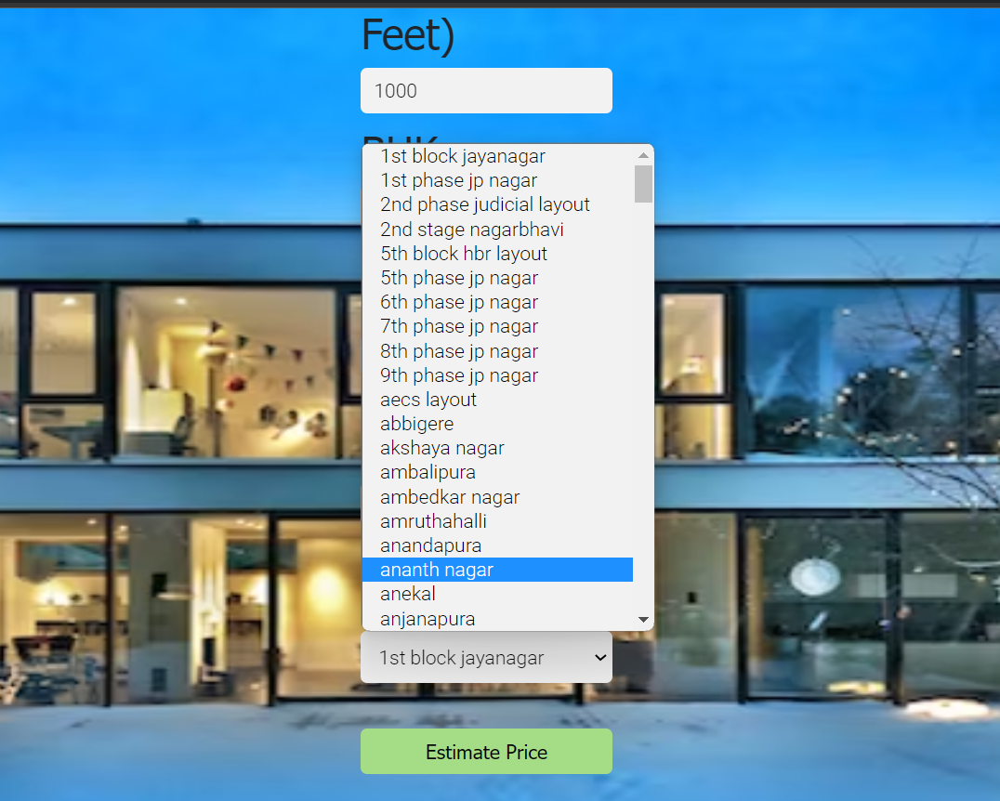 Feet)
1000
1st block jayanagar
1st phase jp nagar
2nd phase judicial layout
2nd stage nagarbhavi
5th block hbr layout
5th phase jp nagar
6th phase jp nagar
7th phase jp nagar
8th phase jp nagar
9th phase jp nagar
aecs layout
abbigere
akshaya nagar
ambalipura
ambedkar nagar
amruthahalli
anandapura
ananth nagar
anekal
anjanapura
1st block jayanagar
Estimate Price